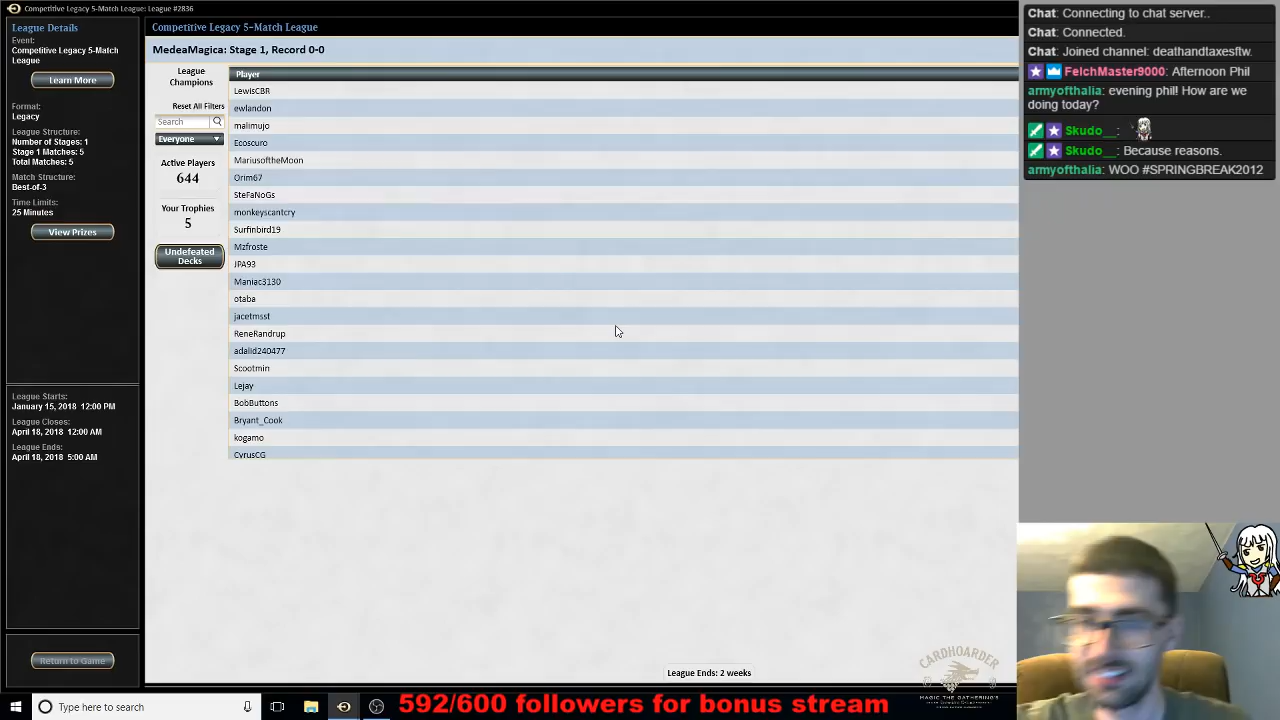 Competitive Legacy 5-Match League: League #2836
League Details
Event:
Competitive Legacy 5-Match
League
Learn More
Format:
Legacy
League Structure:
Number of Stages: 1
Stage 1 Matches: 5
Total Matches: 5
Match Structure:
Best-of-3
Time Limits:
25 Minutes
View Prizes
League Starts:
January 15, 2018 12:00 PM
League Closes:
April 18, 2018 12:00 AM
League Ends:
April 18, 2018 5:00 AM
Return to Game
Competitive Legacy 5-Match League
MedeaMagica: Stage 1, Record 0-0
League
Champions
Reset All Filters
Search
Everyone
Active Players
644
Your Trophies
5
Undefeated
Decks
Player
LewisCBR
ewlandon
malimujo
Ecoscuro
MariusoftheMoon
Orim67
SteFaNoGs
monkeyscantcry
Surfinbird19
Mzfroste
JPA93
Maniac3130
otaba
jacetmsst
ReneRandrup
adalid240477
Scootmin
Lejay
BobButtons
Bryant_Cook
kogamo
CyrusCG
League Ends: 2 weeks
CARDHOARDER
MAGIC THE GATHERING'S
Chat: Connecting to chat server..
Chat: Connected.
Chat: Joined channel: deathandtaxesftw.
FelchMaster9000: Afternoon Phil
armyofthalia: evening phil! How are we
doing today?
Skudo__:
Skudo__: Because reasons.
armyofthalia: WOO #SPRINGBREAK2012
Type here to search
592/600 followers for bonus stream